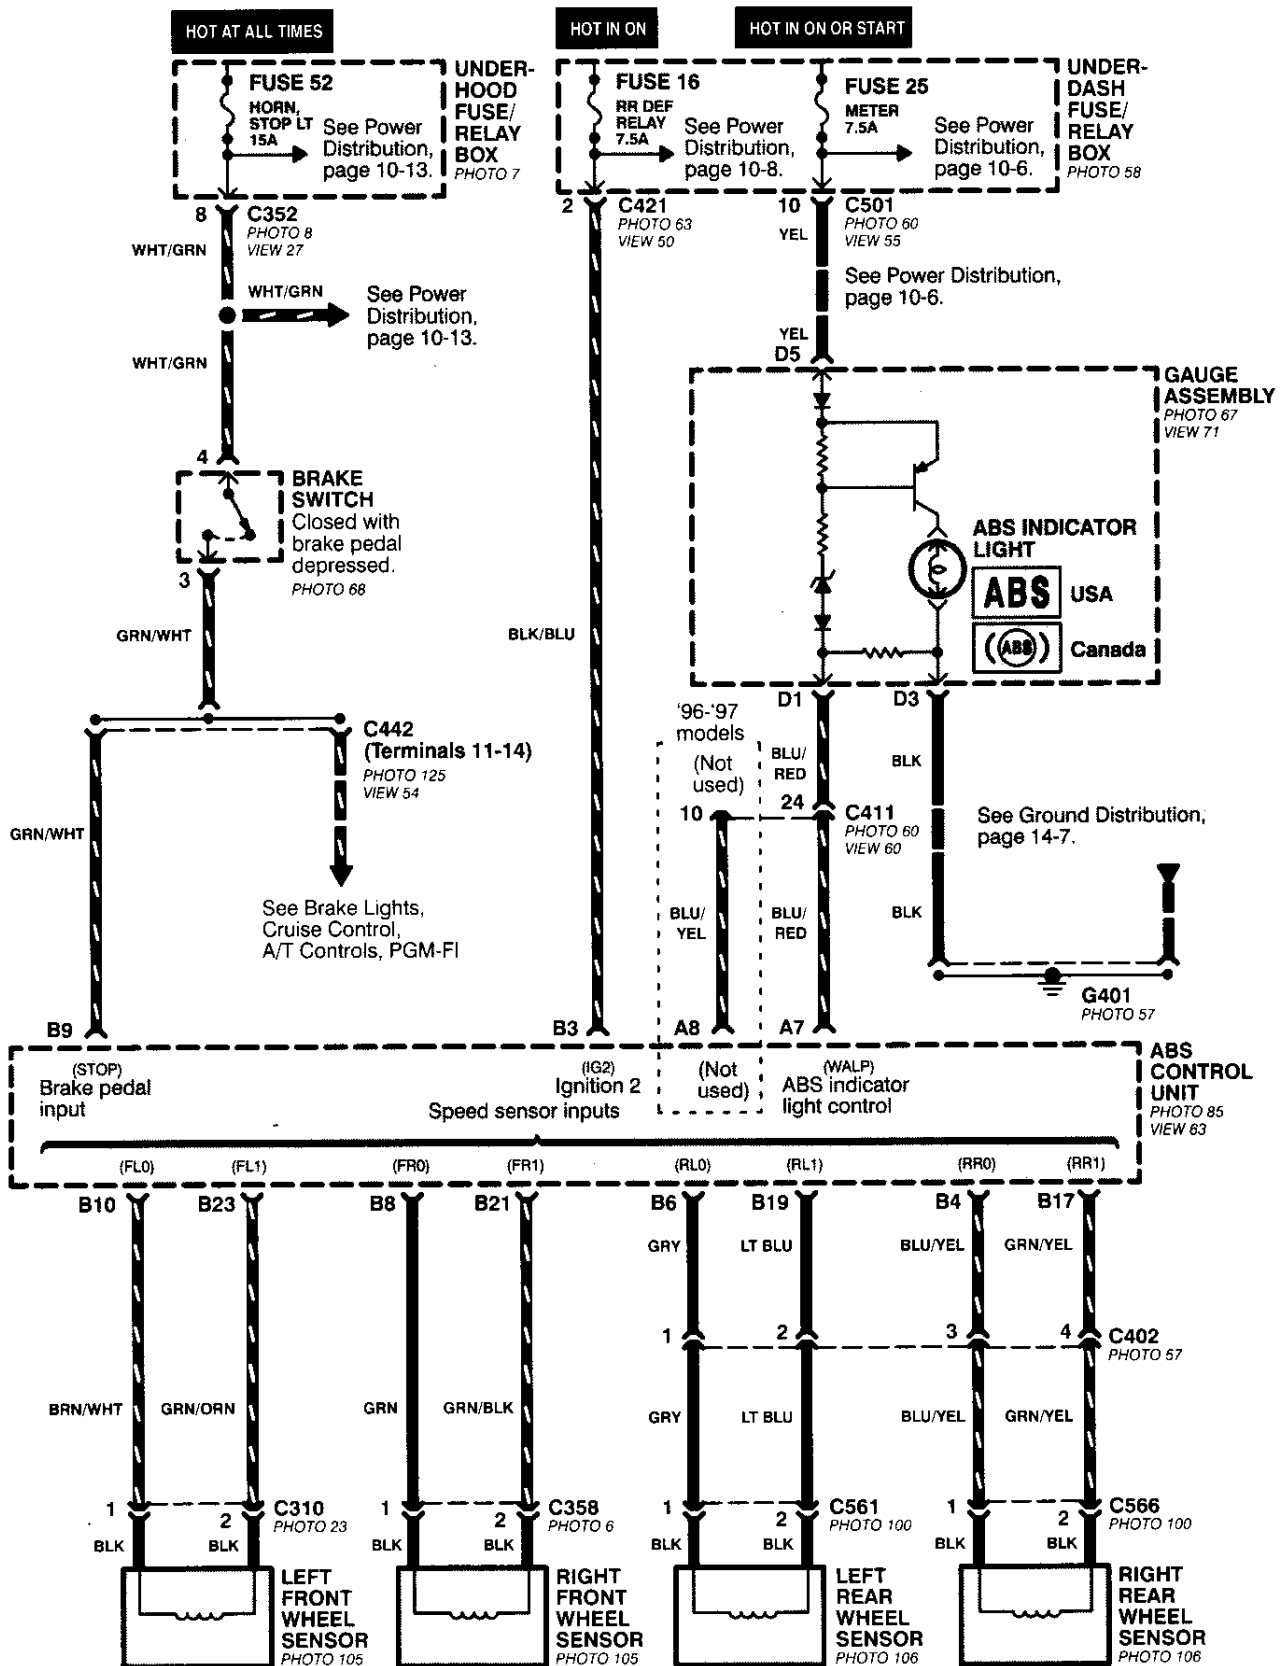 HOT AT ALL TIMES
HOT IN ON
HOT IN ON OR START
FUSE 52
HORN,
STOP LT
15A
See Power
Distribution,
page 10-13.
UNDER-
HOOD
FUSE/
RELAY
BOX
PHOTO 7
FUSE 16
RR DEF
RELAY
7.5A
See Power
Distribution,
page 10-8.
FUSE 25
METER
7.5A
See Power
Distribution,
page 10-6.
UNDER-
DASH
FUSE/
RELAY
BOX
PHOTO 58
8
C352
PHOTO 8
VIEW 27
WHT/GRN
2
C421
PHOTO 63
VIEW 50
10
C501
PHOTO 60
VIEW 55
YEL
See Power Distribution,
page 10-6.
WHT/GRN
See Power
Distribution,
page 10-13.
WHT/GRN
YEL
D5
GAUGE
ASSEMBLY
PHOTO 67
VIEW 71
4
BRAKE
SWITCH
Closed with
brake pedal
depressed.
PHOTO 68
3
GRN/WHT
BLK/BLU
ABS INDICATOR
LIGHT
ABS
USA
(ABS)
Canada
D1
D3
C442
(Terminals 11-14)
PHOTO 125
VIEW 54
'96-'97
models
(Not
used)
BLU/
RED
BLK
10
24
C411
PHOTO 60
VIEW 60
See Ground Distribution,
page 14-7.
GRN/WHT
See Brake Lights,
Cruise Control,
A/T Controls, PGM-FI
BLU/
YEL
BLU/
RED
BLK
G401
PHOTO 57
B9
B3
A8
A7
(STOP)
Brake pedal
input
(IG2)
Ignition 2
(Not
used)
(WALP)
ABS indicator
light control
ABS
CONTROL
UNIT
PHOTO 85
VIEW 63
Speed sensor inputs
(FL0)
(FL1)
(FR0)
(FR1)
(RL0)
(RL1)
(RR0)
(RR1)
B10
B23
B8
B21
B6
B19
B4
B17
GRY
LT BLU
BLU/YEL
GRN/YEL
1
2
3
4
C402
PHOTO 57
BRN/WHT
GRN/ORN
GRN
GRN/BLK
GRY
LT BLU
BLU/YEL
GRN/YEL
1
2
C310
PHOTO 23
1
2
C358
PHOTO 6
1
2
C561
PHOTO 100
1
2
C566
PHOTO 100
BLK
BLK
BLK
BLK
BLK
BLK
BLK
BLK
LEFT
FRONT
WHEEL
SENSOR
PHOTO 105
RIGHT
FRONT
WHEEL
SENSOR
PHOTO 105
LEFT
REAR
WHEEL
SENSOR
PHOTO 106
RIGHT
REAR
WHEEL
SENSOR
PHOTO 106